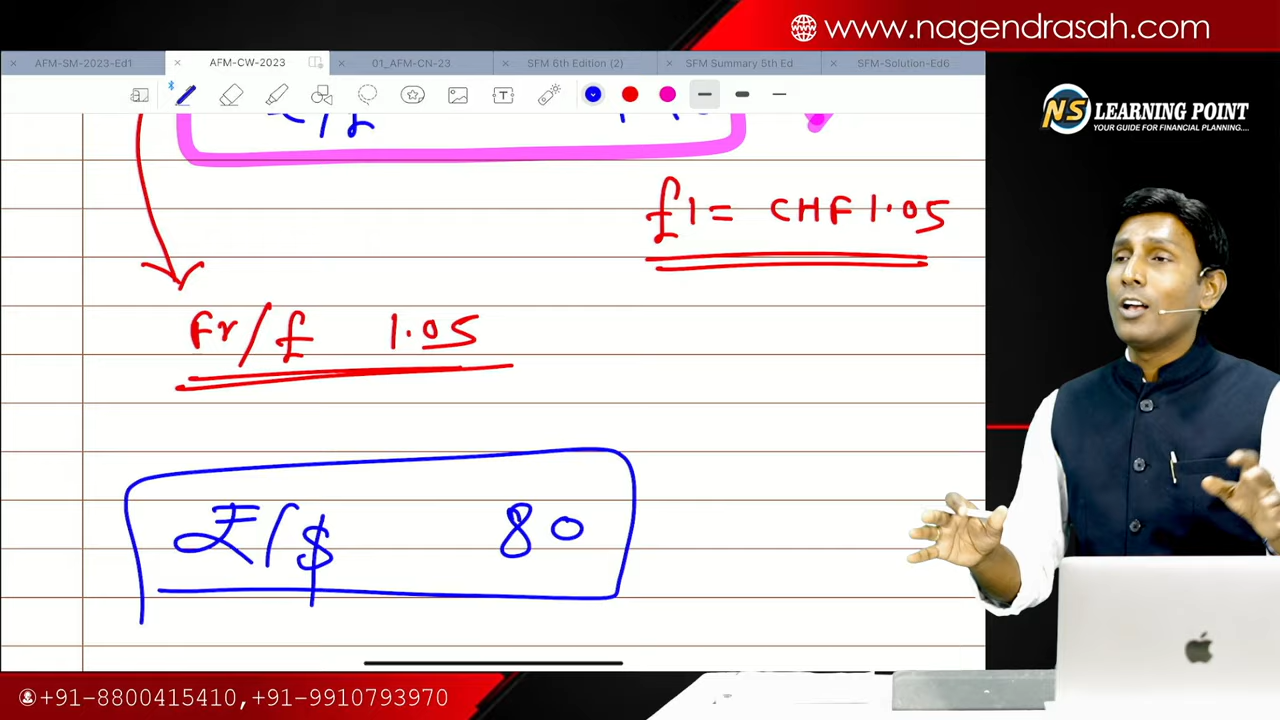 www.nagendrasah.com
AFM-SM-2023-Ed1
AFM-CW-2023
01_AFM-CN-23
SFM 6th Edition (2)
SFM Summary 5th Ed
SFM-Solution-Ed6
NS LEARNING POINT
YOUR GUIDE FOR FINANCIAL PLANNING....
£1 = CHF 1.05
Fr/£ 1.05
₹/$ 80
+91-8800415410,+91-9910793970